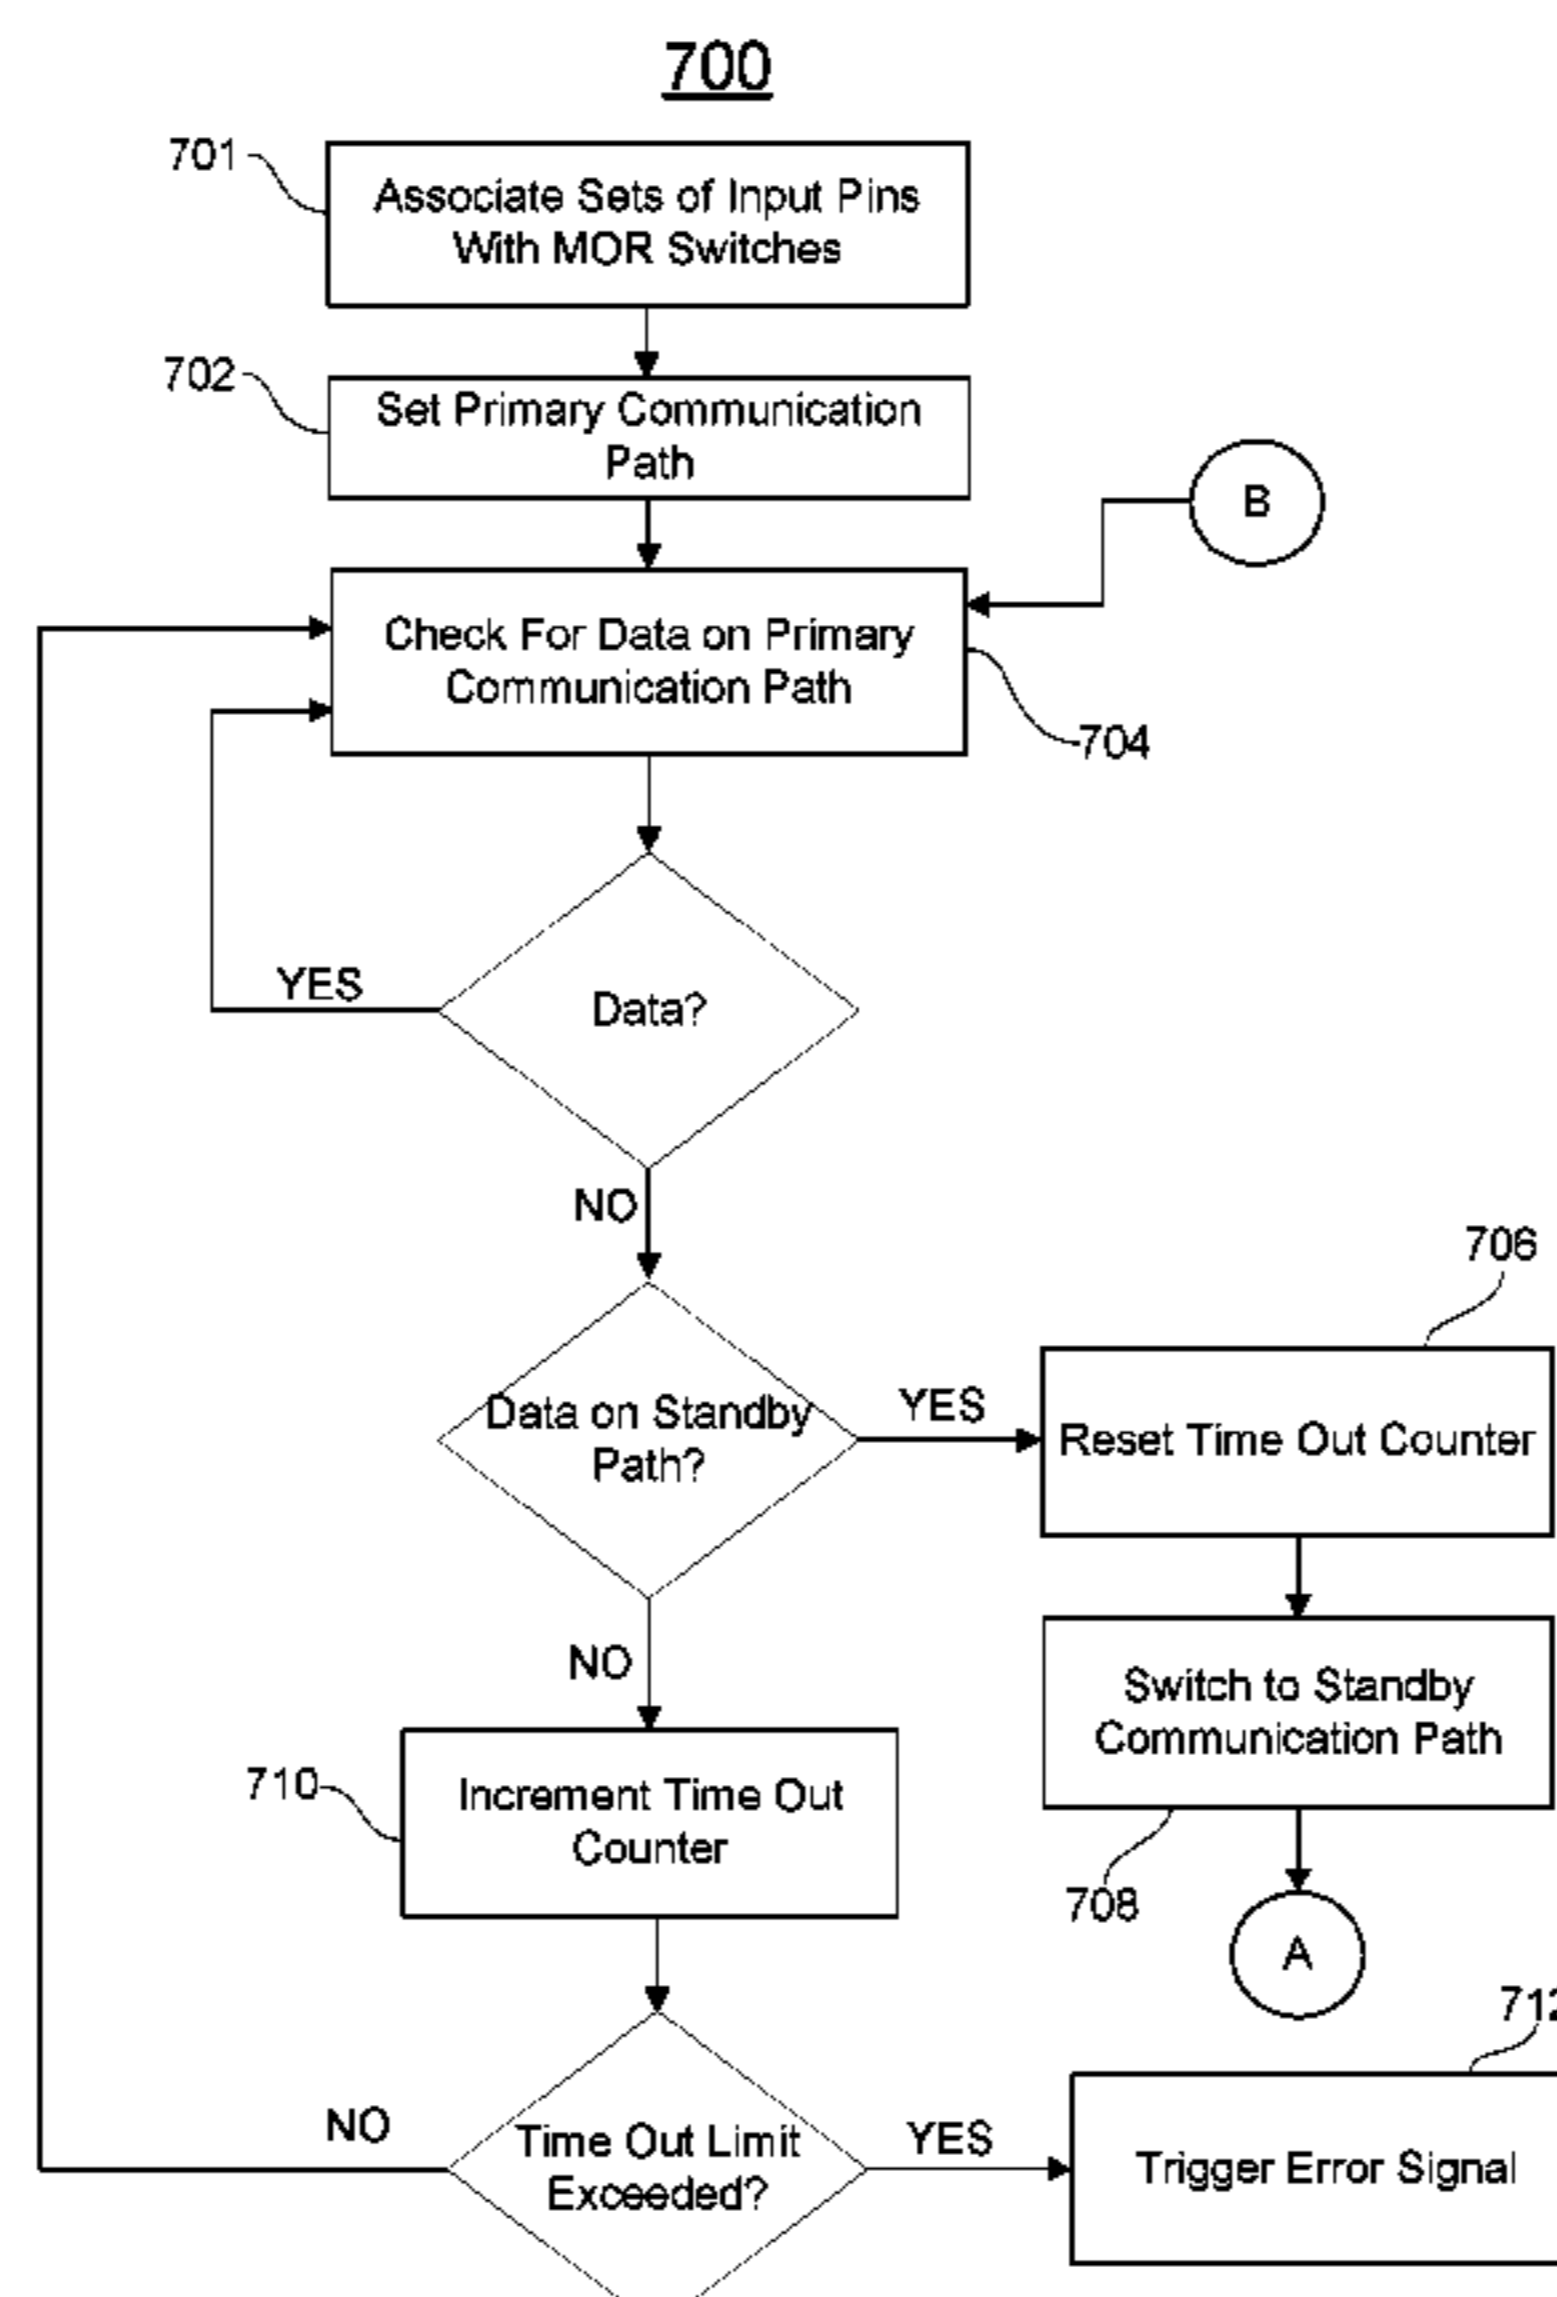 700
701
Associate Sets of Input Pins
With MOR Switches
702
Set Primary Communication
Path
B
Check For Data on Primary
Communication Path
704
YES
Data?
NO
706
Data on Standby
Path?
YES
Reset Time Out Counter
NO
Switch to Standby
Communication Path
710
Increment Time Out
Counter
708
A
712
NO
Time Out Limit
Exceeded?
YES
Trigger Error Signal